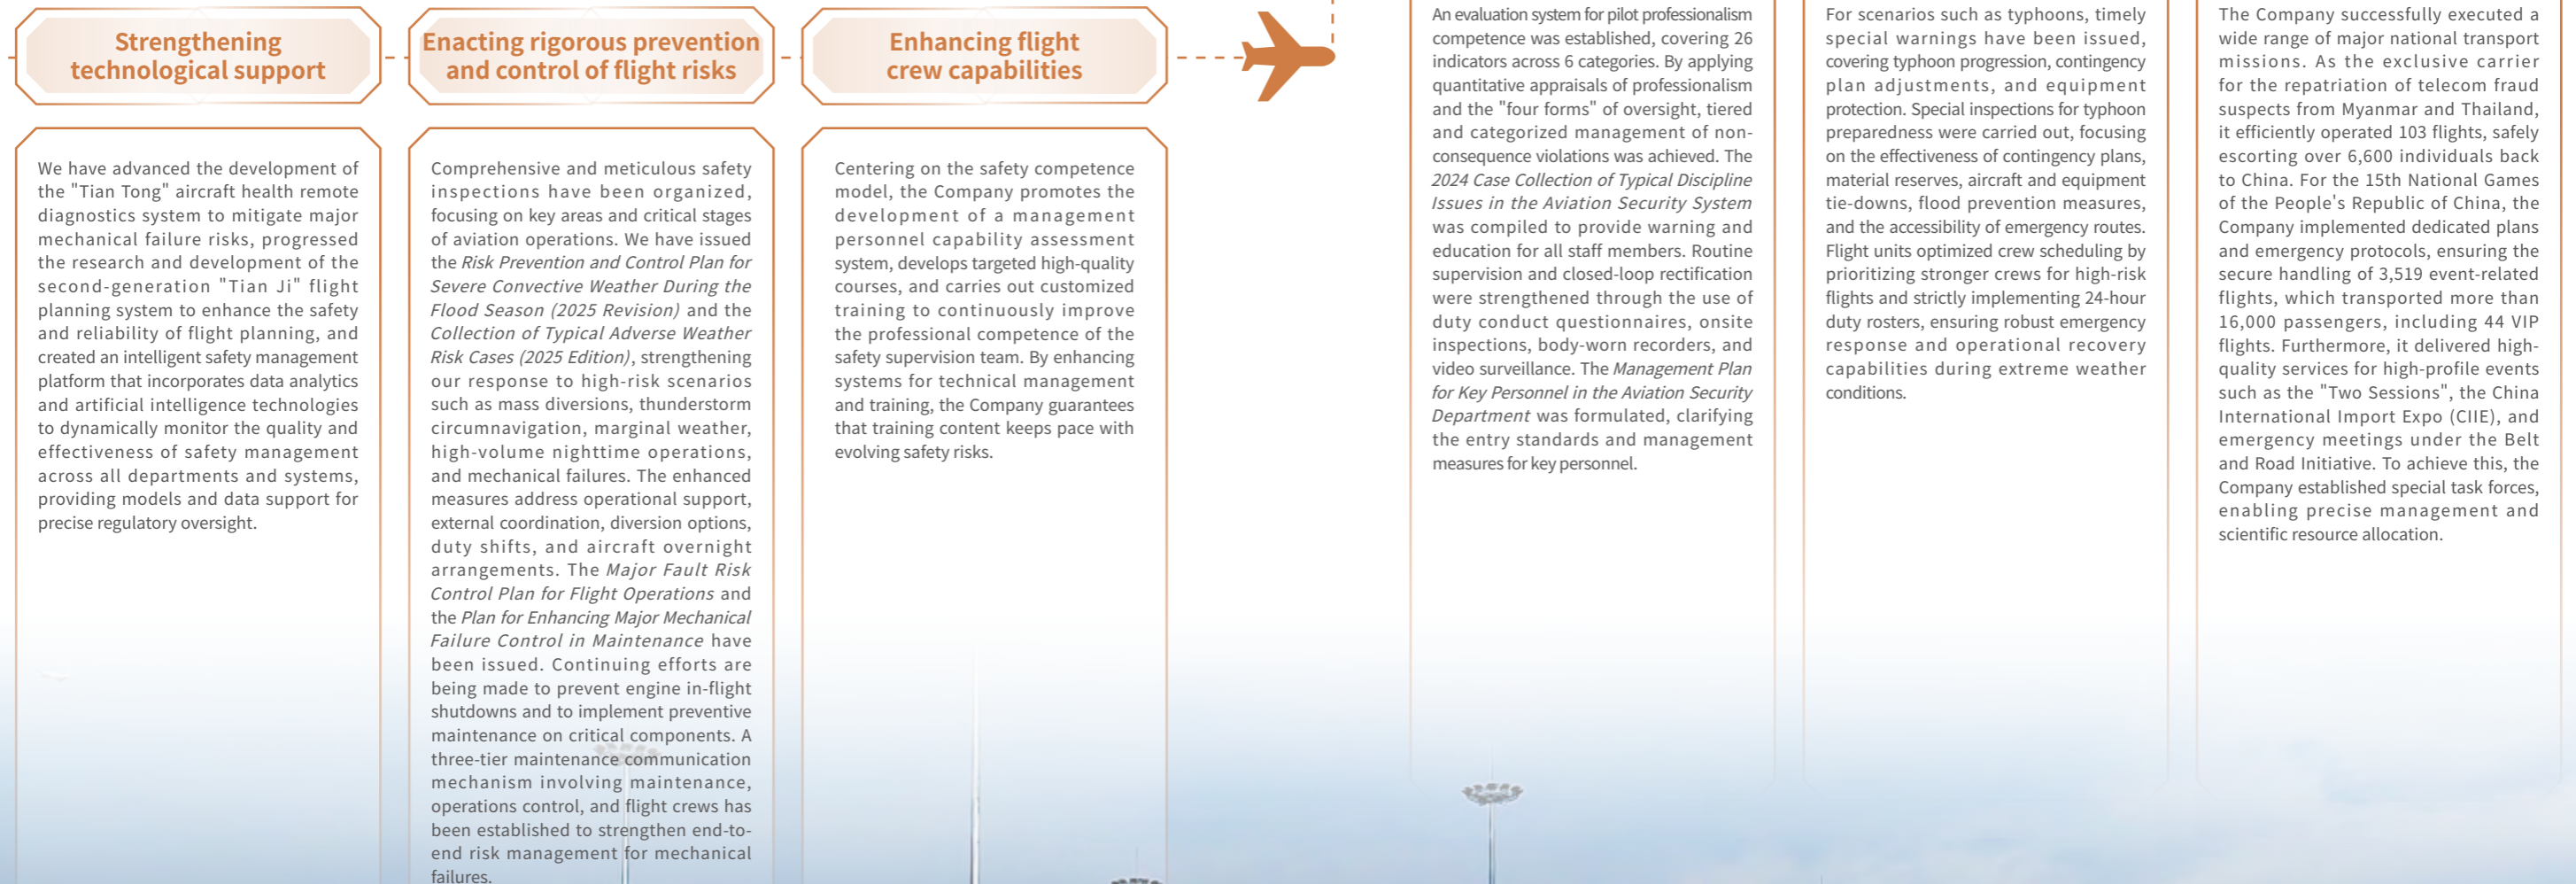 Strengthening
technological support
We have advanced the development of
the "Tian Tong" aircraft health remote
diagnostics system to mitigate major
mechanical failure risks, progressed
the research and development of the
second-generation "Tian Ji" flight
planning system to enhance the safety
and reliability of flight planning, and
created an intelligent safety management
platform that incorporates data analytics
and artificial intelligence technologies
to dynamically monitor the quality and
effectiveness of safety management
across all departments and systems,
providing models and data support for
precise regulatory oversight.
Enacting rigorous prevention
and control of flight risks
Comprehensive and meticulous safety
inspections have been organized,
focusing on key areas and critical stages
of aviation operations. We have issued
the Risk Prevention and Control Plan for
Severe Convective Weather During the
Flood Season (2025 Revision) and the
Collection of Typical Adverse Weather
Risk Cases (2025 Edition), strengthening
our response to high-risk scenarios
such as mass diversions, thunderstorm
circumnavigation, marginal weather,
high-volume nighttime operations,
and mechanical failures. The enhanced
measures address operational support,
external coordination, diversion options,
duty shifts, and aircraft overnight
arrangements. The Major Fault Risk
Control Plan for Flight Operations and
the Plan for Enhancing Major Mechanical
Failure Control in Maintenance have
been issued. Continuing efforts are
being made to prevent engine in-flight
shutdowns and to implement preventive
maintenance on critical components. A
three-tier maintenance communication
mechanism involving maintenance,
operations control, and flight crews has
been established to strengthen end-to-
end risk management for mechanical
failures.
Enhancing flight
crew capabilities
Centering on the safety competence
model, the Company promotes the
development of a management
personnel capability assessment
system, develops targeted high-quality
courses, and carries out customized
training to continuously improve
the professional competence of the
safety supervision team. By enhancing
systems for technical management
and training, the Company guarantees
that training content keeps pace with
evolving safety risks.
An evaluation system for pilot professionalism
competence was established, covering 26
indicators across 6 categories. By applying
quantitative appraisals of professionalism
and the "four forms" of oversight, tiered
and categorized management of non-
consequence violations was achieved. The
2024 Case Collection of Typical Discipline
Issues in the Aviation Security System
was compiled to provide warning and
education for all staff members. Routine
supervision and closed-loop rectification
were strengthened through the use of
duty conduct questionnaires, onsite
inspections, body-worn recorders, and
video surveillance. The Management Plan
for Key Personnel in the Aviation Security
Department was formulated, clarifying
the entry standards and management
measures for key personnel.
For scenarios such as typhoons, timely
special warnings have been issued,
covering typhoon progression, contingency
plan adjustments, and equipment
protection. Special inspections for typhoon
preparedness were carried out, focusing
on the effectiveness of contingency plans,
material reserves, aircraft and equipment
tie-downs, flood prevention measures,
and the accessibility of emergency routes.
Flight units optimized crew scheduling by
prioritizing stronger crews for high-risk
flights and strictly implementing 24-hour
duty rosters, ensuring robust emergency
response and operational recovery
capabilities during extreme weather
conditions.
The Company successfully executed a
wide range of major national transport
missions. As the exclusive carrier
for the repatriation of telecom fraud
suspects from Myanmar and Thailand,
it efficiently operated 103 flights, safely
escorting over 6,600 individuals back
to China. For the 15th National Games
of the People's Republic of China, the
Company implemented dedicated plans
and emergency protocols, ensuring the
secure handling of 3,519 event-related
flights, which transported more than
16,000 passengers, including 44 VIP
flights. Furthermore, it delivered high-
quality services for high-profile events
such as the "Two Sessions", the China
International Import Expo (CIIE), and
emergency meetings under the Belt
and Road Initiative. To achieve this, the
Company established special task forces,
enabling precise management and
scientific resource allocation.